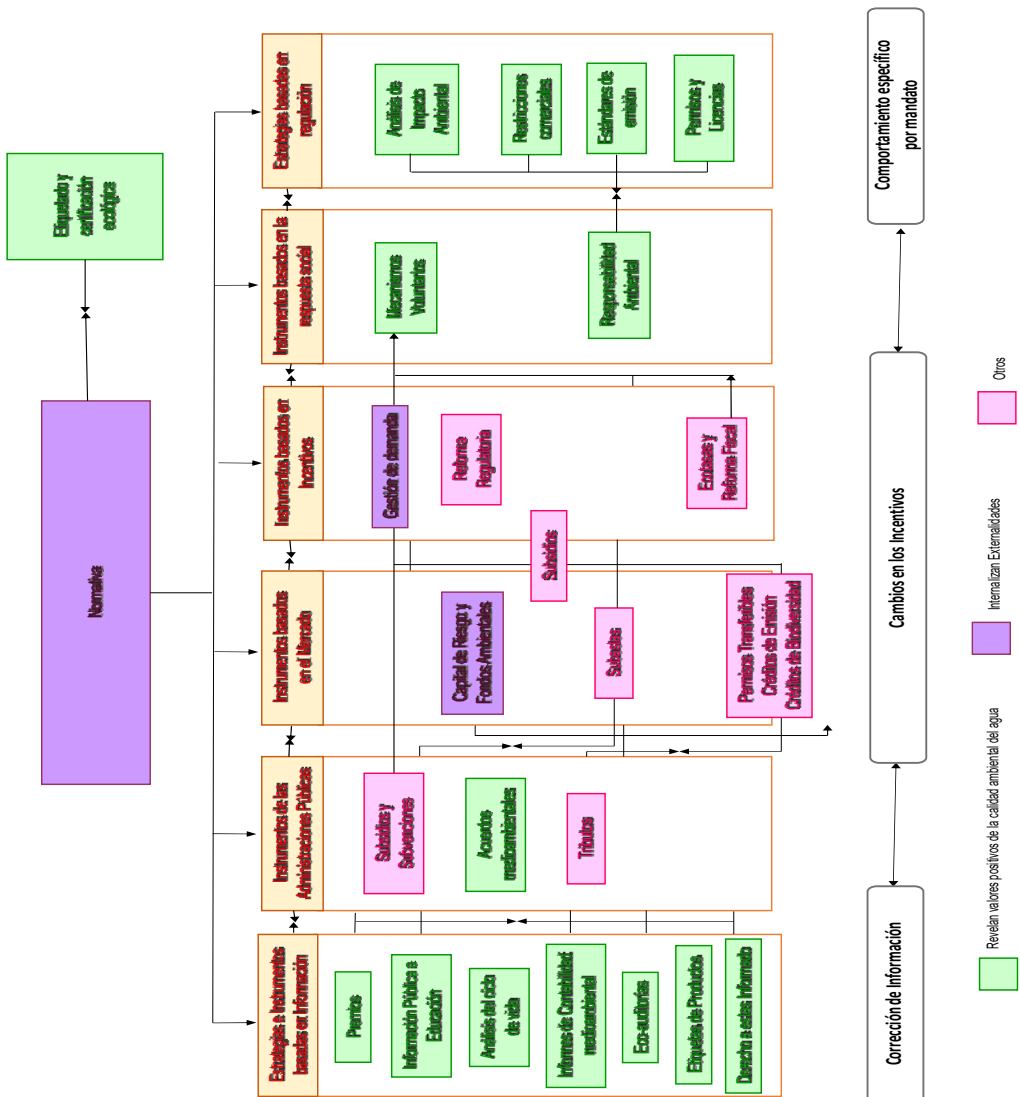 Normativa
Etiquetado y
certificación
ecológica
Estrategias e Instrumentos
basadas en Información
Instrumentos de las
Administraciones Públicas
Instrumentos basados
en el Mercado
Instrumentos basados en
Incentivos
Instrumentos basados en la
respuesta social
Estrategias basadas en
regulación
Premios
Información Pública e
Educación
Análisis del ciclo
de vida
Informes de Contabilidad
medioambiental
Eco-auditorías
Etiquetas de Productos
Derecho a estas Informado
Subsidios y
Subvenciones
Acuerdos
medioambientales
Tributos
Capital de Riesgo y
Fondos Ambientales
Subastas
Permisos Transferibles
Créditos de Emisión
Créditos de Biodiversidad
Subsidios
Gestión de demanda
Reforma
Regulatoria
Ecotasas y
Reforma Fiscal
Mecanismos
Voluntarios
Responsabilidad
Ambiental
Análisis de
Impacto
Ambiental
Restricciones
comerciales
Estándares de
emisión
Permisos y
Licencias
Corrección de Información
Cambios en los Incentivos
Comportamiento específico
por mandato
Revelan valores positivos de la calidad ambiental del agua
Internalizan Externalidades
Otros